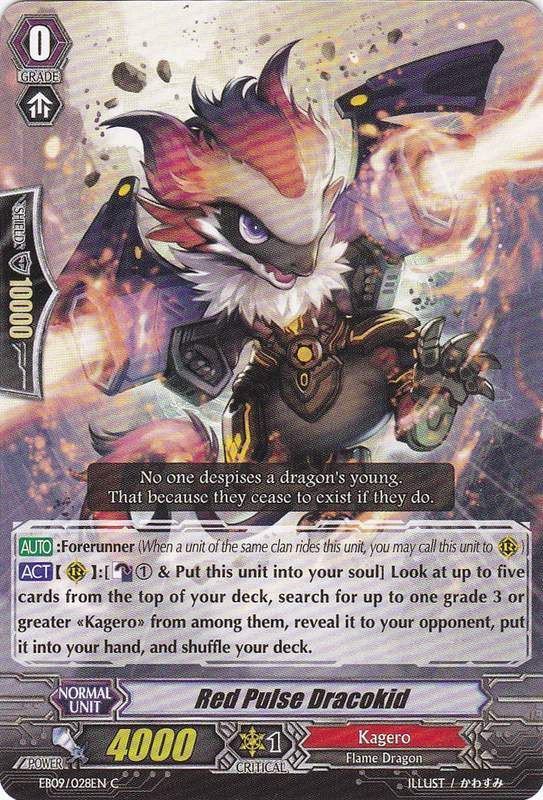 0
GRADE
SHIELD
10000
No one despises a dragon's young.
That because they cease to exist if they do.
AUTO:Forerunner (When a unit of the same clan rides this unit, you may call this unit to R)
ACT【R】:[① & Put this unit into your soul] Look at up to five
cards from the top of your deck, search for up to one grade 3 or
greater «Kagero» from among them, reveal it to your opponent, put
it into your hand, and shuffle your deck.
NORMAL
UNIT
Red Pulse Dracokid
POWER
4000
1
CRITICAL
Kagero
Flame Dragon
EB09/028EN C
ILLUST / かわすみ